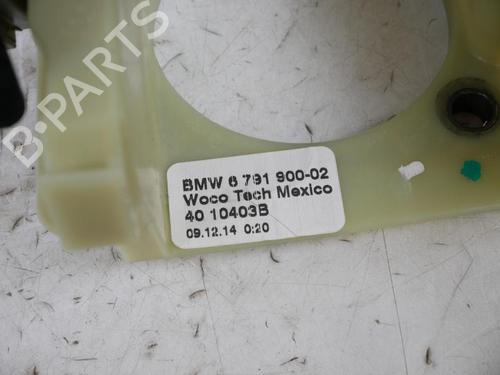 B-PARTS
BMW 6 791 900-02
Woco Tech Mexico
40 10403B
09.12.14 0:20